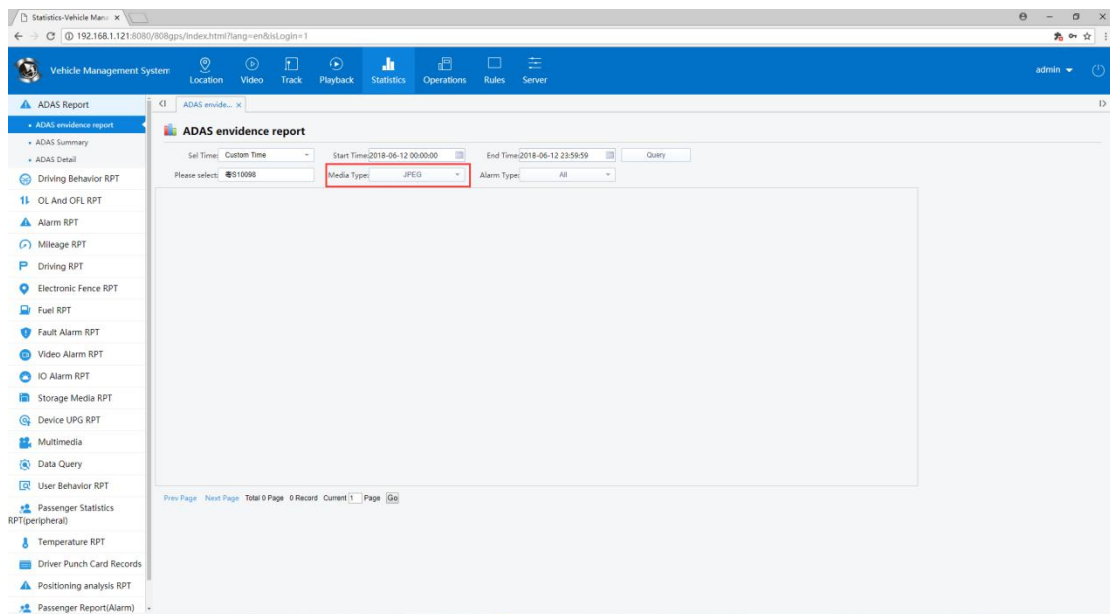 Statistics-Vehicle Mana
192.168.1.121:8080/808gps/index.html?lang=en&isLogin=1
Vehicle Management System
Location Video Track Playback Statistics Operations Rules Server
admin
ADAS Report
ADAS envide...
ADAS envidence report
ADAS Summary
ADAS Detail
Driving Behavior RPT
OL And OFL RPT
Alarm RPT
Mileage RPT
Driving RPT
Electronic Fence RPT
Fuel RPT
Fault Alarm RPT
Video Alarm RPT
IO Alarm RPT
Storage Media RPT
Device UPG RPT
Multimedia
Data Query
User Behavior RPT
Passenger Statistics
RPT(peripheral)
Temperature RPT
Driver Punch Card Records
Positioning analysis RPT
Passenger Report(Alarm)
ADAS envidence report
Sel Time: Custom Time Start Time:2018-06-12 00:00:00 End Time:2018-06-12 23:59:59 Query
Please select: 粤S10098 Media Type: JPEG Alarm Type: All
Prev Page Next Page Total 0 Page 0 Record Current 1 Page Go